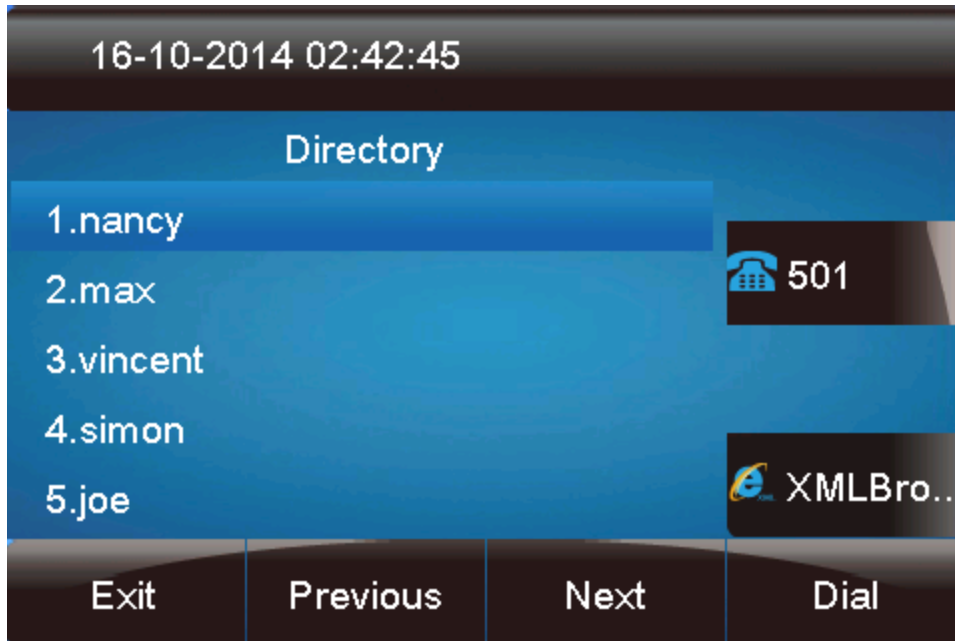 16-10-2014 02:42:45
Directory
1.nancy
2.max
3.vincent
4.simon
5.joe
501
XMLBro..
Exit
Previous
Next
Dial